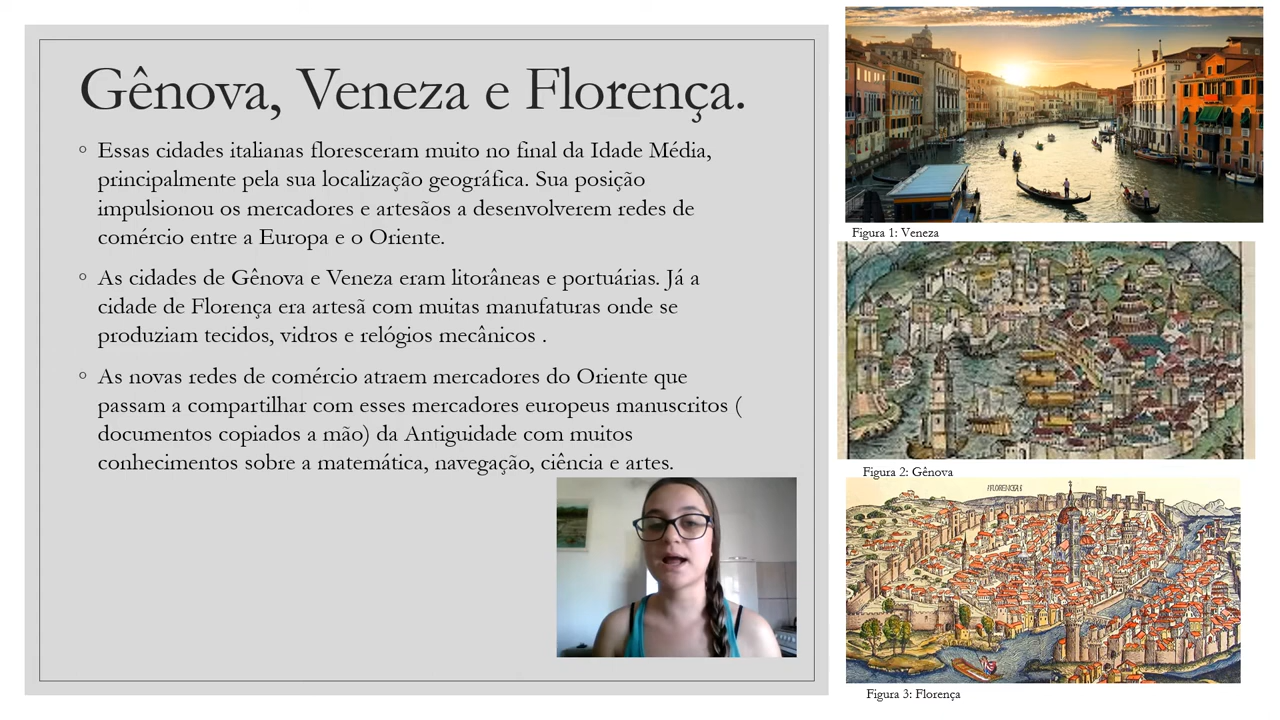 Gênova, Veneza e Florença.
Essas cidades italianas floresceram muito no final da Idade Média,
principalmente pela sua localização geográfica. Sua posição
impulsionou os mercadores e artesãos a desenvolverem redes de
comércio entre a Europa e o Oriente.
As cidades de Gênova e Veneza eram litorâneas e portuárias. Já a
cidade de Florença era artesã com muitas manufaturas onde se
produziam tecidos, vidros e relógios mecânicos .
As novas redes de comércio atraem mercadores do Oriente que
passam a compartilhar com esses mercadores europeus manuscritos (
documentos copiados a mão) da Antiguidade com muitos
conhecimentos sobre a matemática, navegação, ciência e artes.
Figura 1: Veneza
Figura 2: Gênova
Figura 3: Florença